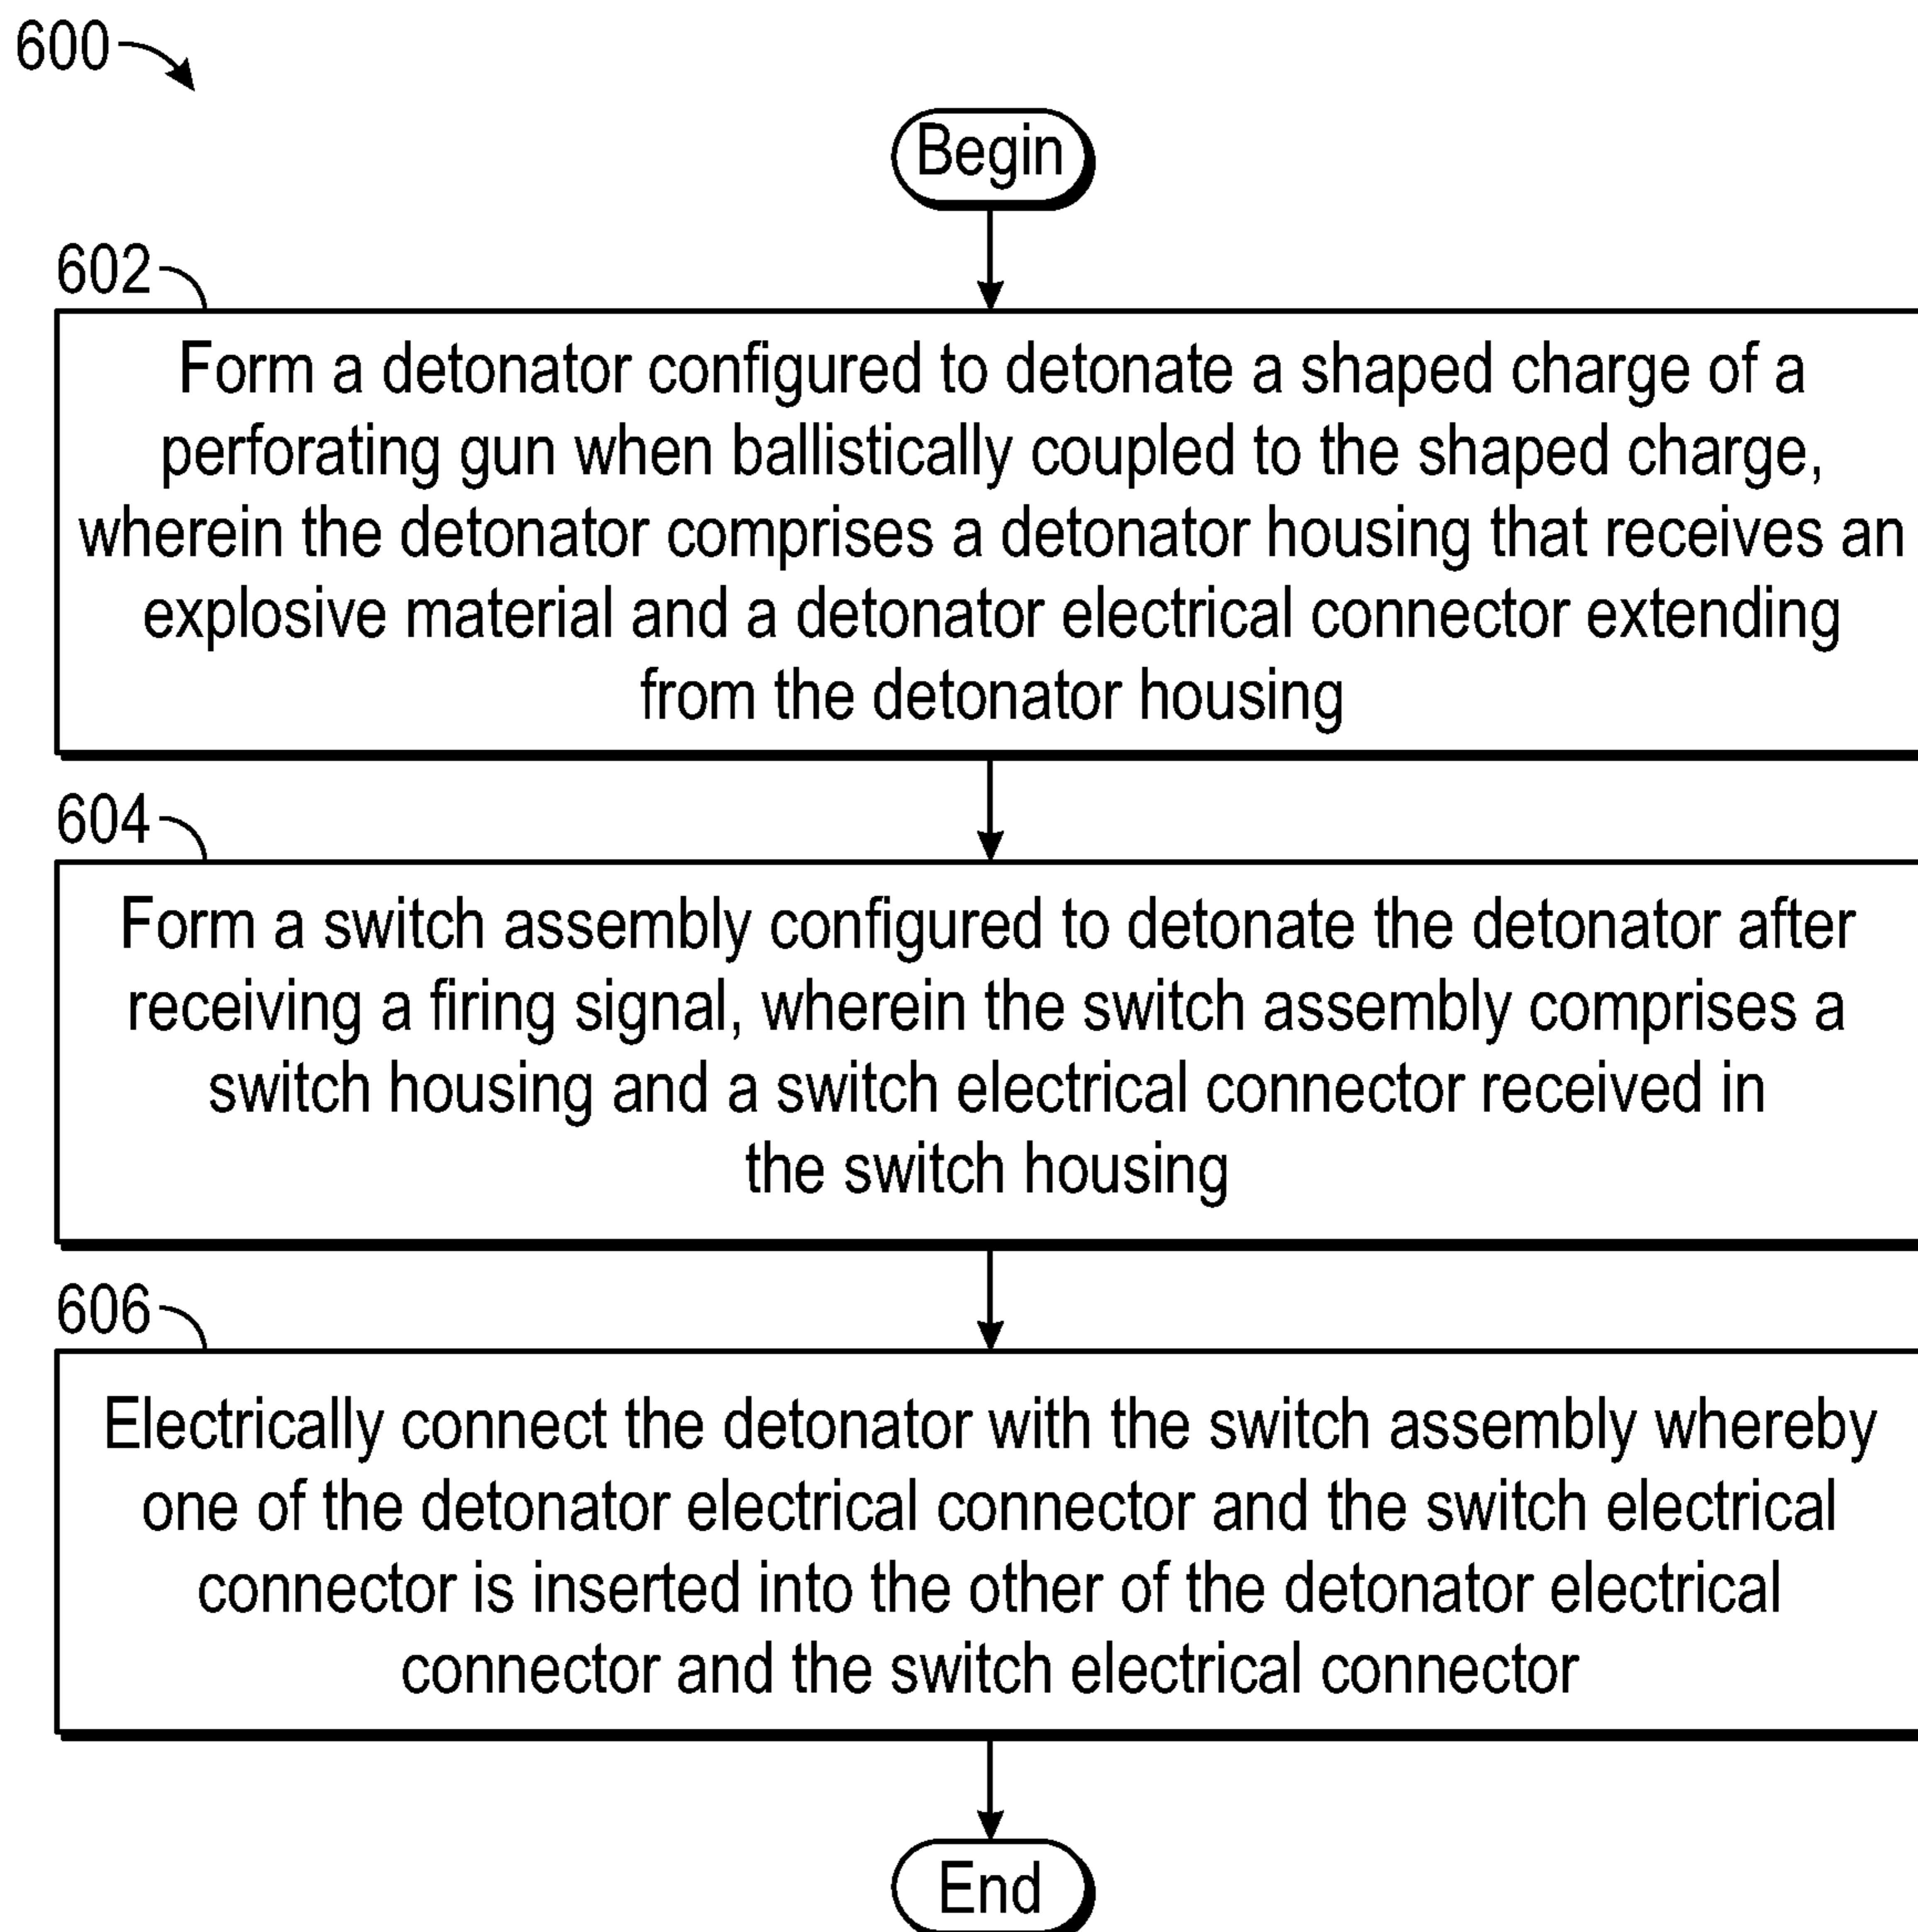 600
Begin
602
Form a detonator configured to detonate a shaped charge of a
perforating gun when ballistically coupled to the shaped charge,
wherein the detonator comprises a detonator housing that receives an
explosive material and a detonator electrical connector extending
from the detonator housing
604
Form a switch assembly configured to detonate the detonator after
receiving a firing signal, wherein the switch assembly comprises a
switch housing and a switch electrical connector received in
the switch housing
606
Electrically connect the detonator with the switch assembly whereby
one of the detonator electrical connector and the switch electrical
connector is inserted into the other of the detonator electrical
connector and the switch electrical connector
End